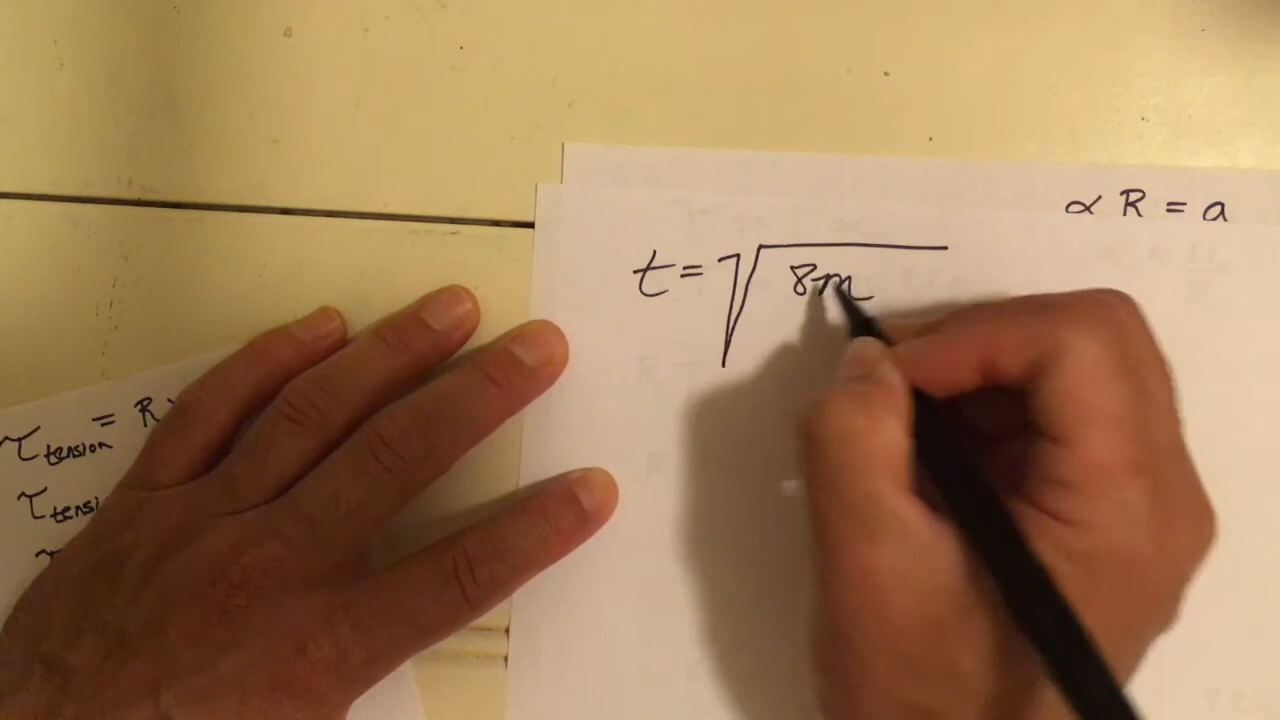 α R = a
t = √8m
τtension = R
τtensi
τ